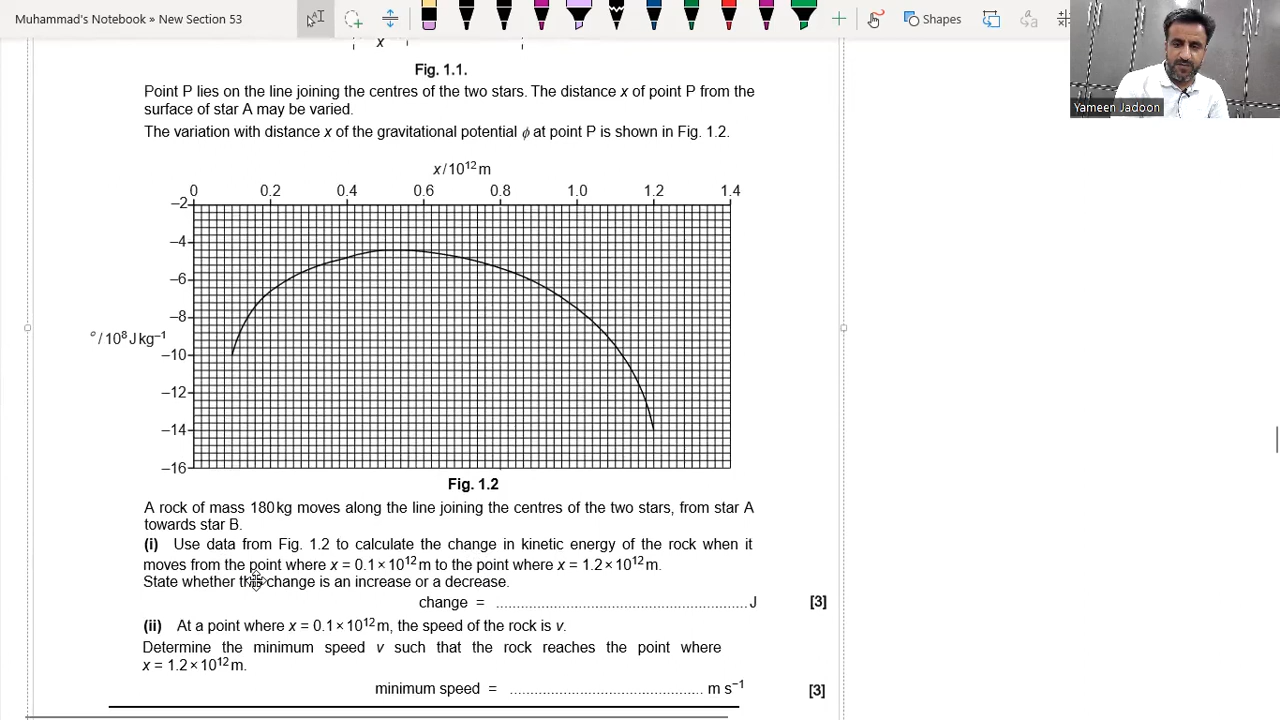 Muhammad's Notebook » New Section 53
Shapes
Yameen Jadoon
x
Fig. 1.1.
Point P lies on the line joining the centres of the two stars. The distance x of point P from the
surface of star A may be varied.
The variation with distance x of the gravitational potential ϕ at point P is shown in Fig. 1.2.
x/10¹² m
0 0.2 0.4 0.6 0.8 1.0 1.2 1.4
–2
–4
–6
–8
° / 10⁸ J kg⁻¹
–10
–12
–14
–16
Fig. 1.2
A rock of mass 180 kg moves along the line joining the centres of the two stars, from star A
towards star B.
(i) Use data from Fig. 1.2 to calculate the change in kinetic energy of the rock when it
moves from the point where x = 0.1 × 10¹² m to the point where x = 1.2 × 10¹² m.
State whether this change is an increase or a decrease.
change = ............................................................ J [3]
(ii) At a point where x = 0.1 × 10¹² m, the speed of the rock is v.
Determine the minimum speed v such that the rock reaches the point where
x = 1.2 × 10¹² m.
minimum speed = .............................................. m s⁻¹ [3]